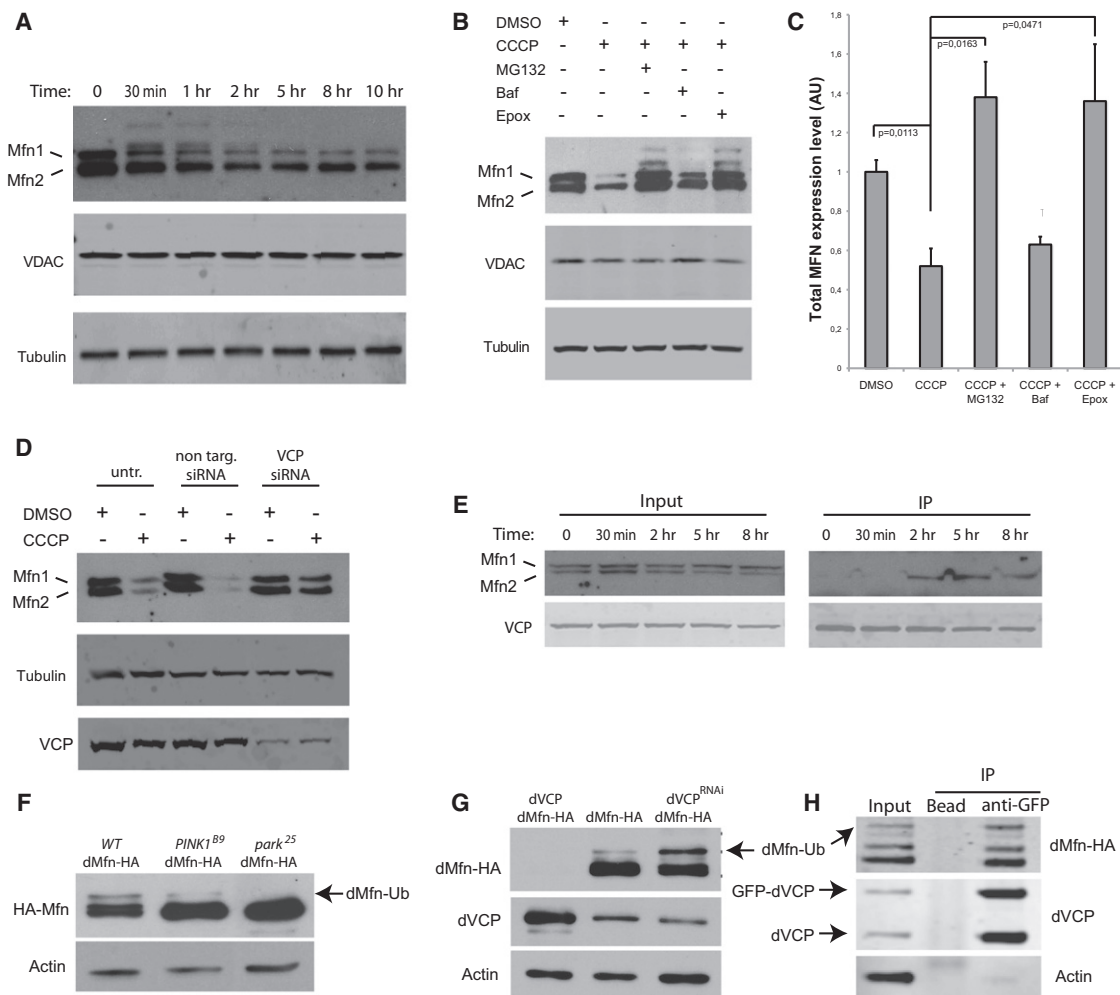 A
Time: 0 30 min 1 hr 2 hr 5 hr 8 hr 10 hr
Mfn1
Mfn2
VDAC
Tubulin
B
DMSO + - - - -
CCCP - + + + +
MG132 - - + - -
Baf - - - + -
Epox - - - - +
Mfn1
Mfn2
VDAC
Tubulin
C
Total MFN expression level (AU)
1,8
1,6
1,4
1,2
1
0,8
0,6
0,4
0,2
0
p=0,0113
p=0,0163
p=0,0471
DMSO
CCCP
CCCP +
MG132
CCCP +
Baf
CCCP +
Epox
D
untr.
non targ.
siRNA
VCP
siRNA
DMSO + - + - + -
CCCP - + - + - +
Mfn1
Mfn2
Tubulin
VCP
E
Input
IP
Time: 0 30 min 2 hr 5 hr 8 hr
0 30 min 2 hr 5 hr 8 hr
Mfn1
Mfn2
VCP
F
WT
dMfn-HA
PINK1B9
dMfn-HA
park25
dMfn-HA
HA-Mfn
dMfn-Ub
Actin
G
dVCP
dMfn-HA
dMfn-HA
dVCPRNAi
dMfn-HA
dMfn-HA
dMfn-Ub
dVCP
Actin
H
IP
Input Bead anti-GFP
dMfn-HA
GFP-dVCP
dVCP
dVCP
Actin